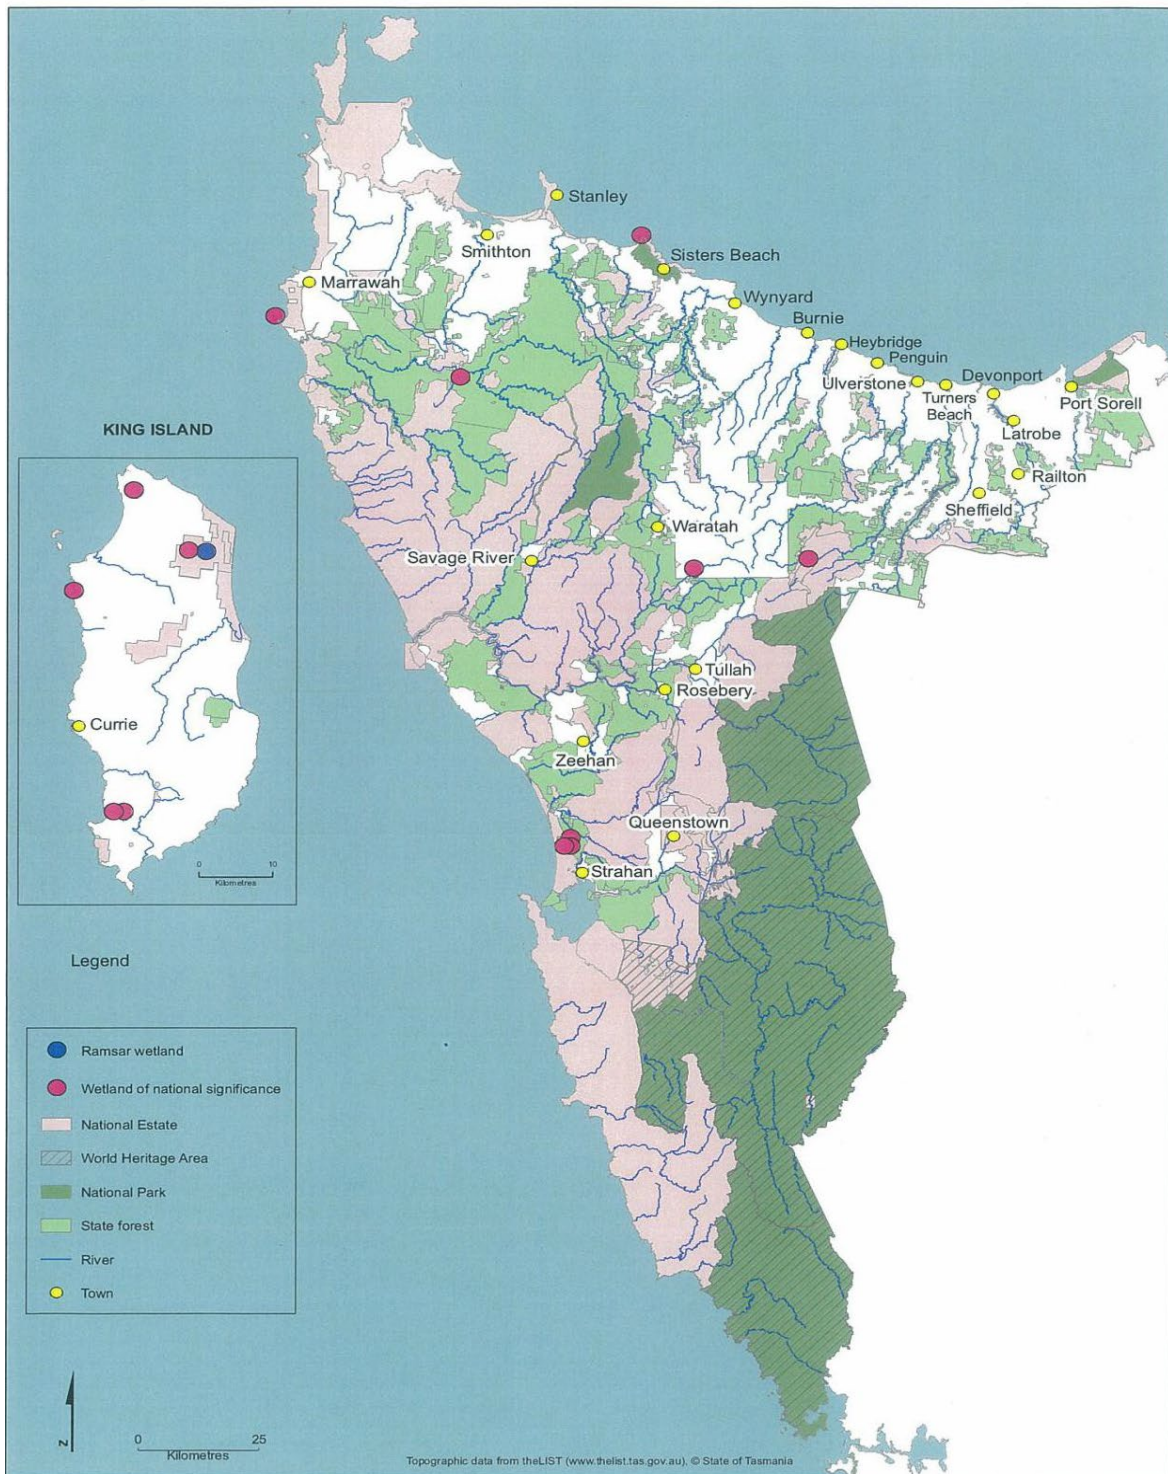 Stanley
Smithton
Sisters Beach
Marrawah
Wynyard
Burnie
Heybridge
Penguin
Ulverstone
Devonport
Turners
Beach
Port Sorell
Latrobe
Railton
Sheffield
Waratah
Savage River
Tullah
Rosebery
Zeehan
Queenstown
Strahan
KING ISLAND
Currie
0 10
Kilometres
Legend
Ramsar wetland
Wetland of national significance
National Estate
World Heritage Area
National Park
State forest
River
Town
N
0 25
Kilometres
Topographic data from theLIST (www.thelist.tas.gov.au), © State of Tasmania